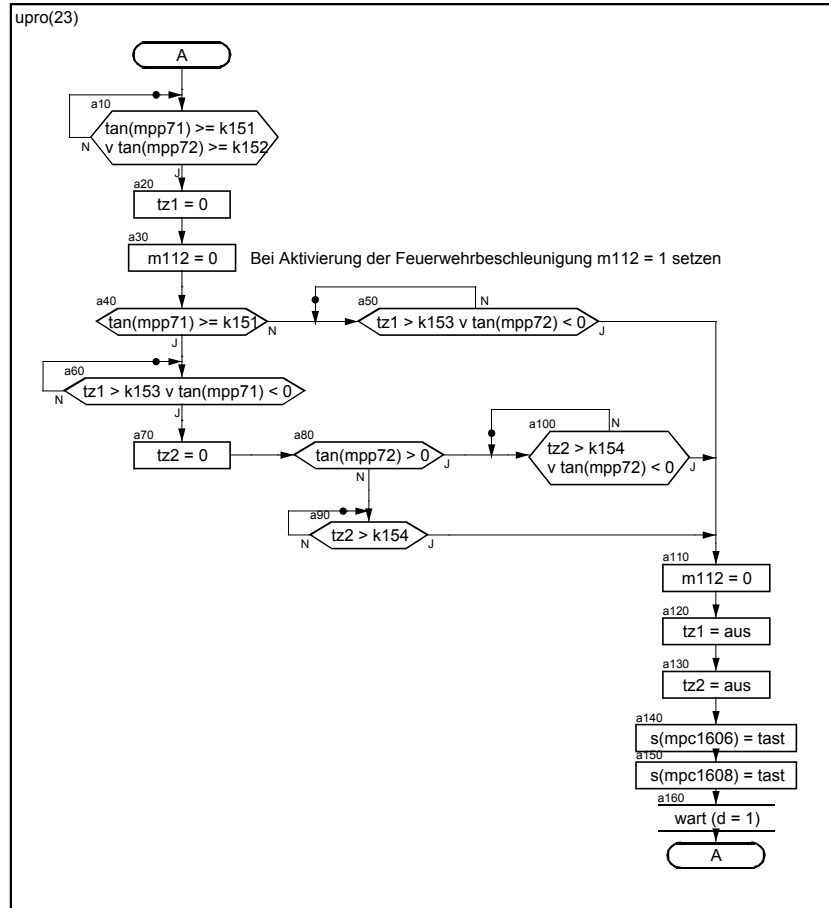 upro(23)
A
a10
tan(mpp71) >= k151
v tan(mpp72) >= k152
N
J
a20
tz1 = 0
a30
m112 = 0
Bei Aktivierung der Feuerwehrbeschleunigung m112 = 1 setzen
a40
tan(mpp71) >= k151
N
J
a50
N
tz1 > k153 v tan(mpp72) < 0
J
a60
tz1 > k153 v tan(mpp71) < 0
N
J
a70
tz2 = 0
a80
tan(mpp72) > 0
J
N
a100
N
tz2 > k154
v tan(mpp72) < 0
J
a90
tz2 > k154
N
J
a110
m112 = 0
a120
tz1 = aus
a130
tz2 = aus
a140
s(mpc1606) = tast
a150
s(mpc1608) = tast
a160
wart (d = 1)
A